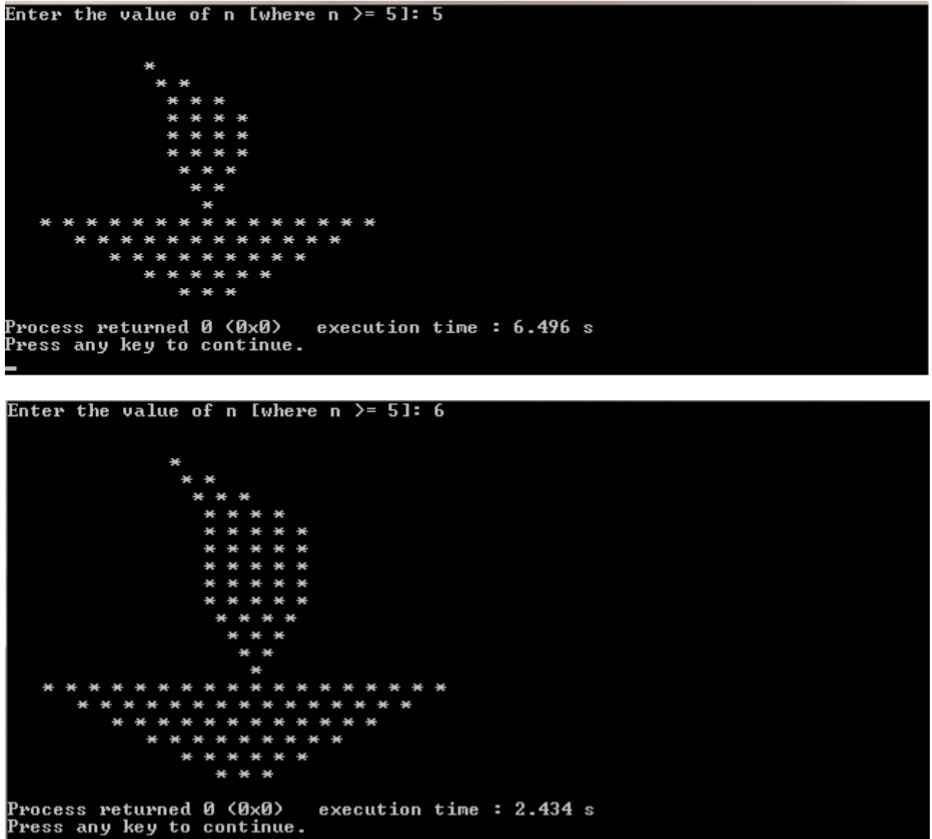 Enter the value of n [where n >= 5]: 5
            *
             * *
              * * *
              * * * *
              * * * *
              * * * *
               * * *
                * *
                 *
   * * * * * * * * * * * * * * *
      * * * * * * * * * * * *
         * * * * * * * * *
            * * * * * *
               * * *
Process returned 0 (0x0)   execution time : 6.496 s
Press any key to continue.
Enter the value of n [where n >= 5]: 6
              *
               * *
                * * *
                 * * * *
                 * * * * *
                 * * * * *
                 * * * * *
                 * * * * *
                 * * * * *
                  * * * *
                   * * *
                    * *
                     *
   * * * * * * * * * * * * * * * * * *
      * * * * * * * * * * * * * * *
         * * * * * * * * * * * *
            * * * * * * * * *
               * * * * * *
                  * * *
Process returned 0 (0x0)   execution time : 2.434 s
Press any key to continue.